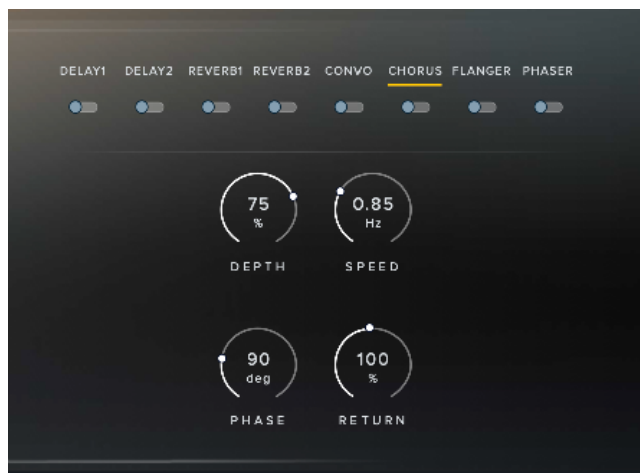 DELAY1 DELAY2 REVERB1 REVERB2 CONVO CHORUS FLANGER PHASER
75 0.85
% Hz
DEPTH SPEED
90 100
deg %
PHASE RETURN